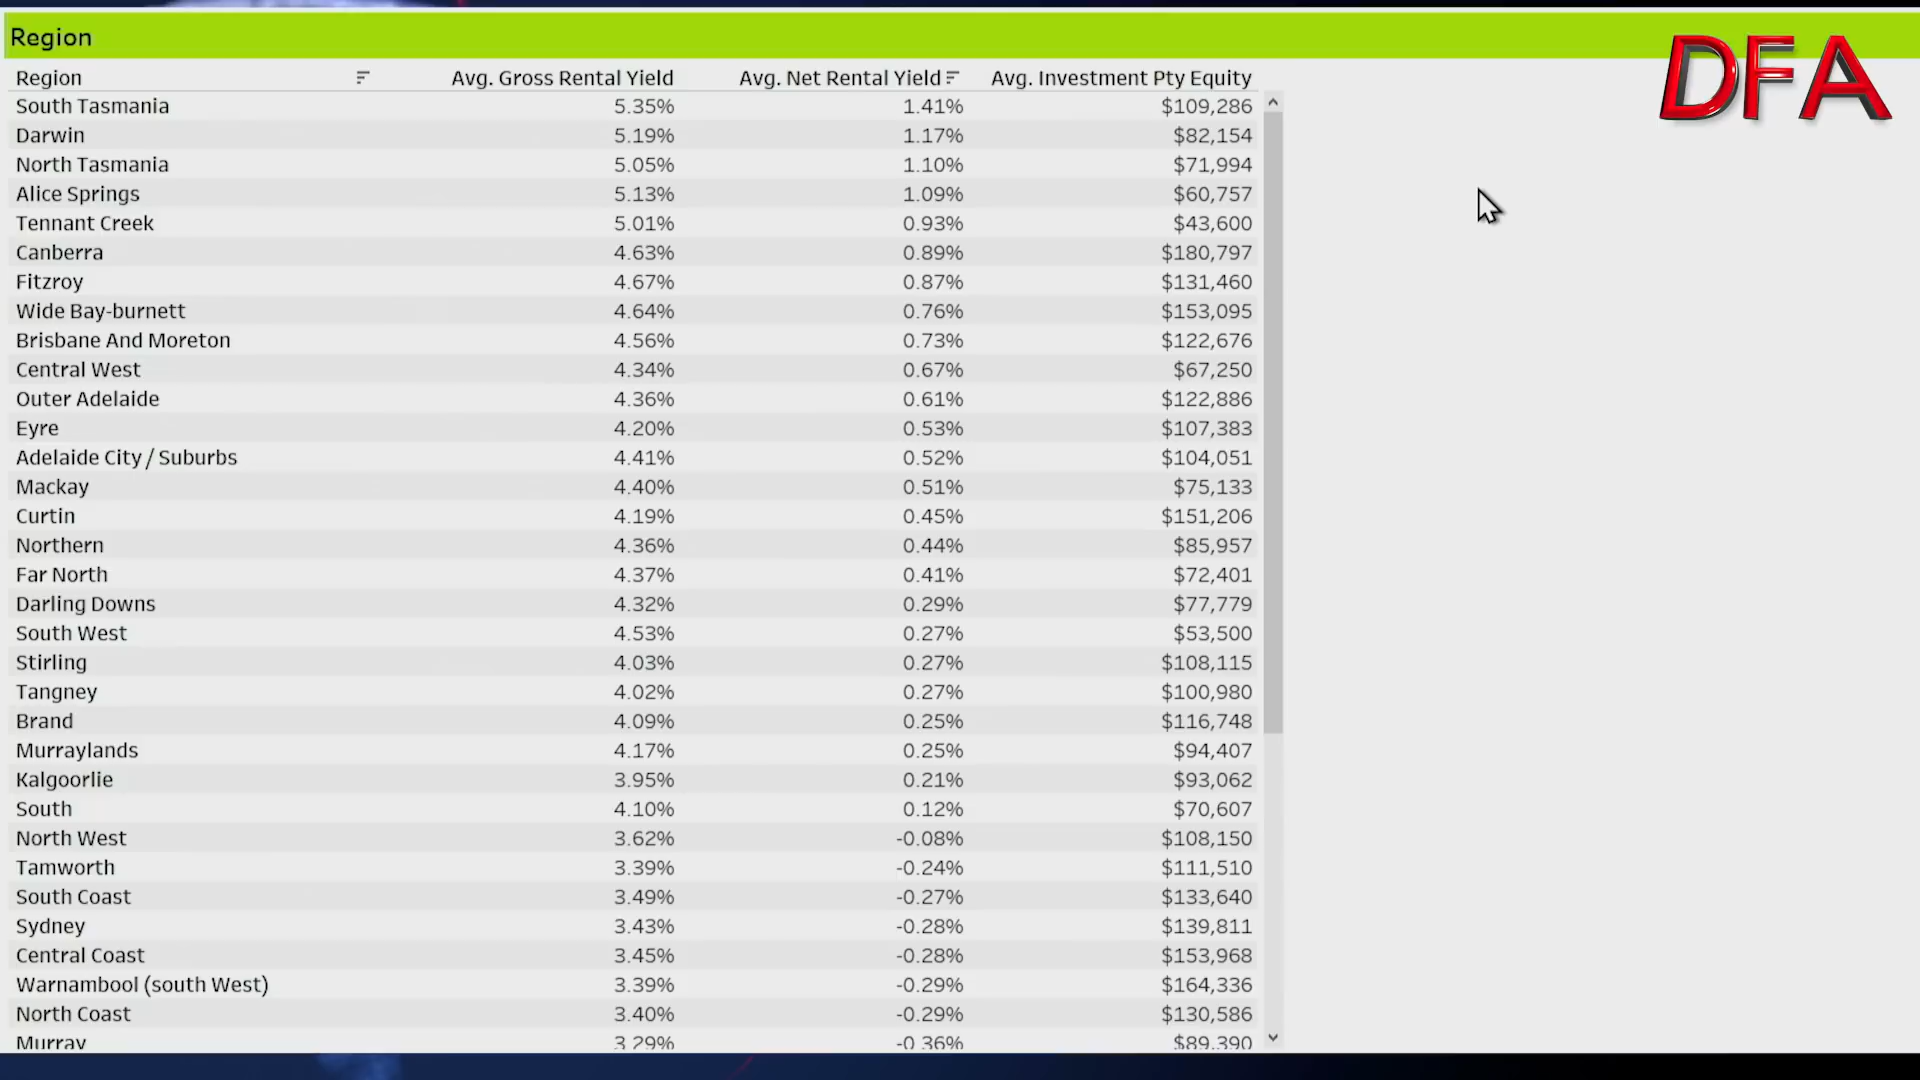 Region
DFA
Region Avg. Gross Rental Yield Avg. Net Rental Yield Avg. Investment Pty Equity
South Tasmania 5.35% 1.41% $109,286
Darwin 5.19% 1.17% $82,154
North Tasmania 5.05% 1.10% $71,994
Alice Springs 5.13% 1.09% $60,757
Tennant Creek 5.01% 0.93% $43,600
Canberra 4.63% 0.89% $180,797
Fitzroy 4.67% 0.87% $131,460
Wide Bay-burnett 4.64% 0.76% $153,095
Brisbane And Moreton 4.56% 0.73% $122,676
Central West 4.34% 0.67% $67,250
Outer Adelaide 4.36% 0.61% $122,886
Eyre 4.20% 0.53% $107,383
Adelaide City / Suburbs 4.41% 0.52% $104,051
Mackay 4.40% 0.51% $75,133
Curtin 4.19% 0.45% $151,206
Northern 4.36% 0.44% $85,957
Far North 4.37% 0.41% $72,401
Darling Downs 4.32% 0.29% $77,779
South West 4.53% 0.27% $53,500
Stirling 4.03% 0.27% $108,115
Tangney 4.02% 0.27% $100,980
Brand 4.09% 0.25% $116,748
Murraylands 4.17% 0.25% $94,407
Kalgoorlie 3.95% 0.21% $93,062
South 4.10% 0.12% $70,607
North West 3.62% -0.08% $108,150
Tamworth 3.39% -0.24% $111,510
South Coast 3.49% -0.27% $133,640
Sydney 3.43% -0.28% $139,811
Central Coast 3.45% -0.28% $153,968
Warnambool (south West) 3.39% -0.29% $164,336
North Coast 3.40% -0.29% $130,586
Murray 3.29% -0.36% $89,390